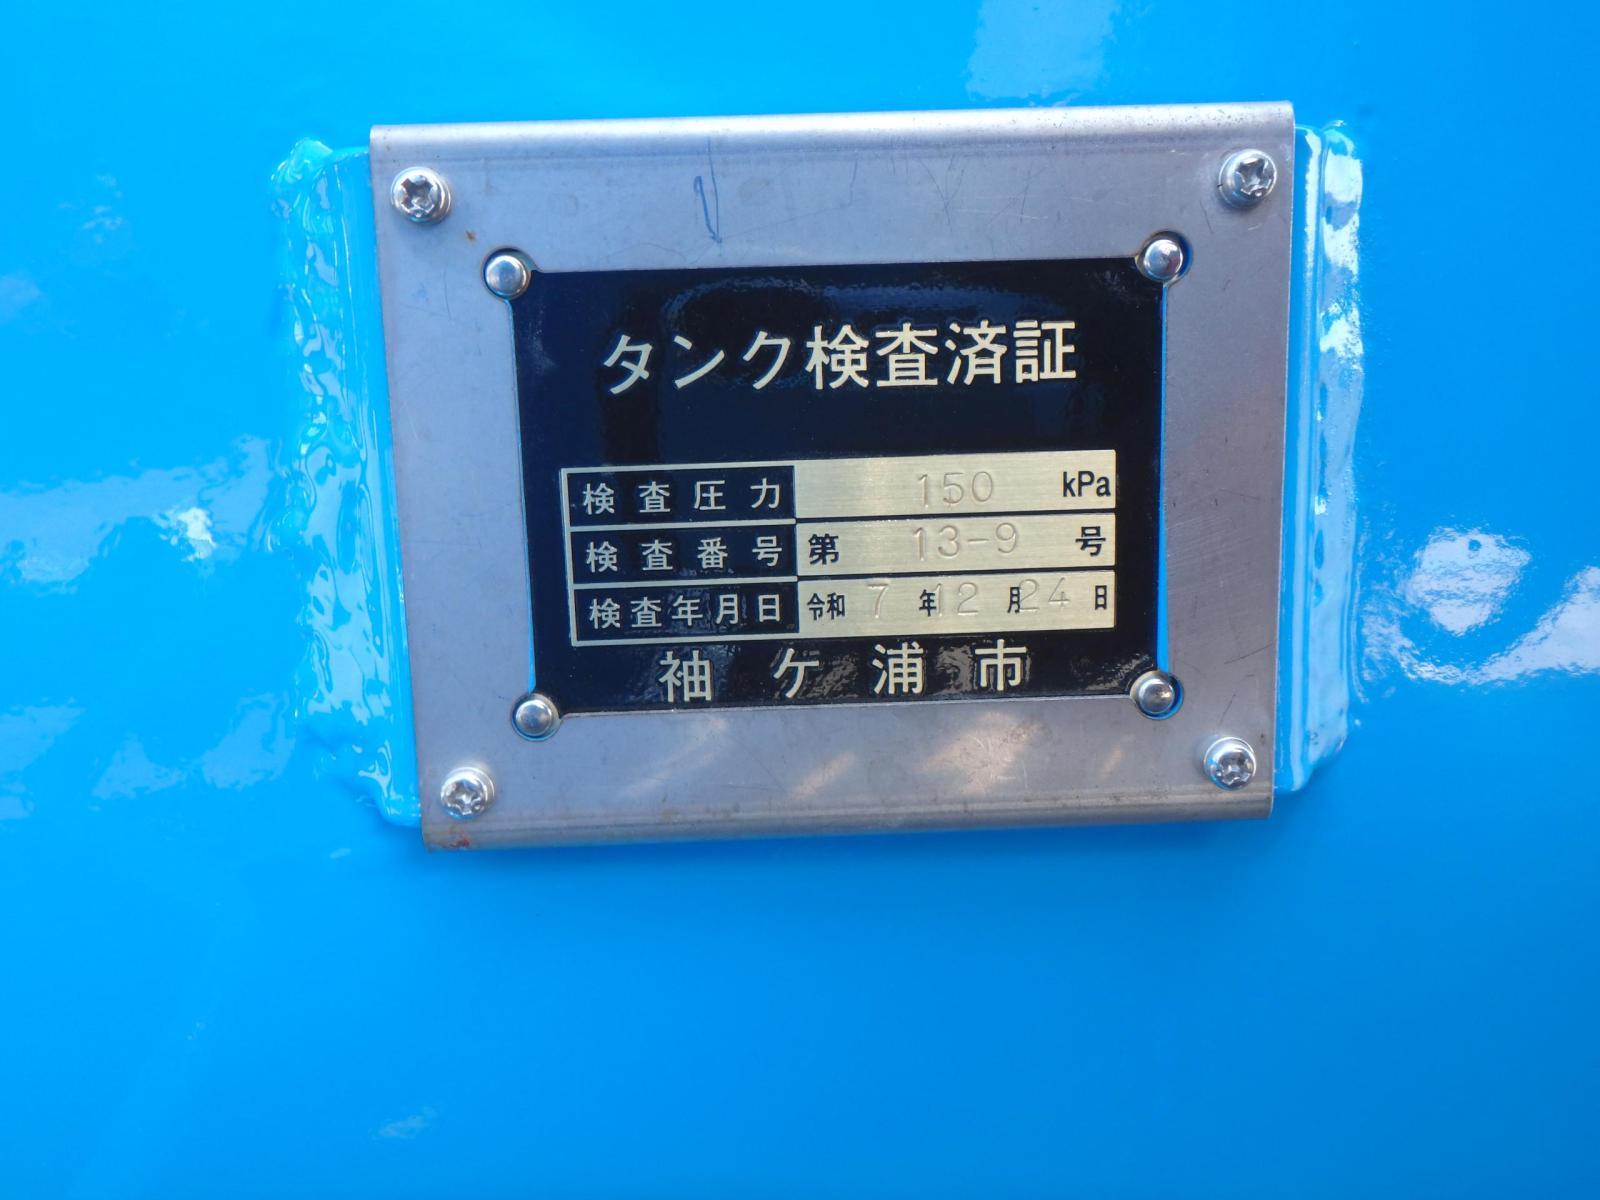 タンク検査済証
検査圧力 150 kPa
検査番号 第 13-9 号
検査年月日 令和 7 年 12 月 24 日
袖ケ浦市